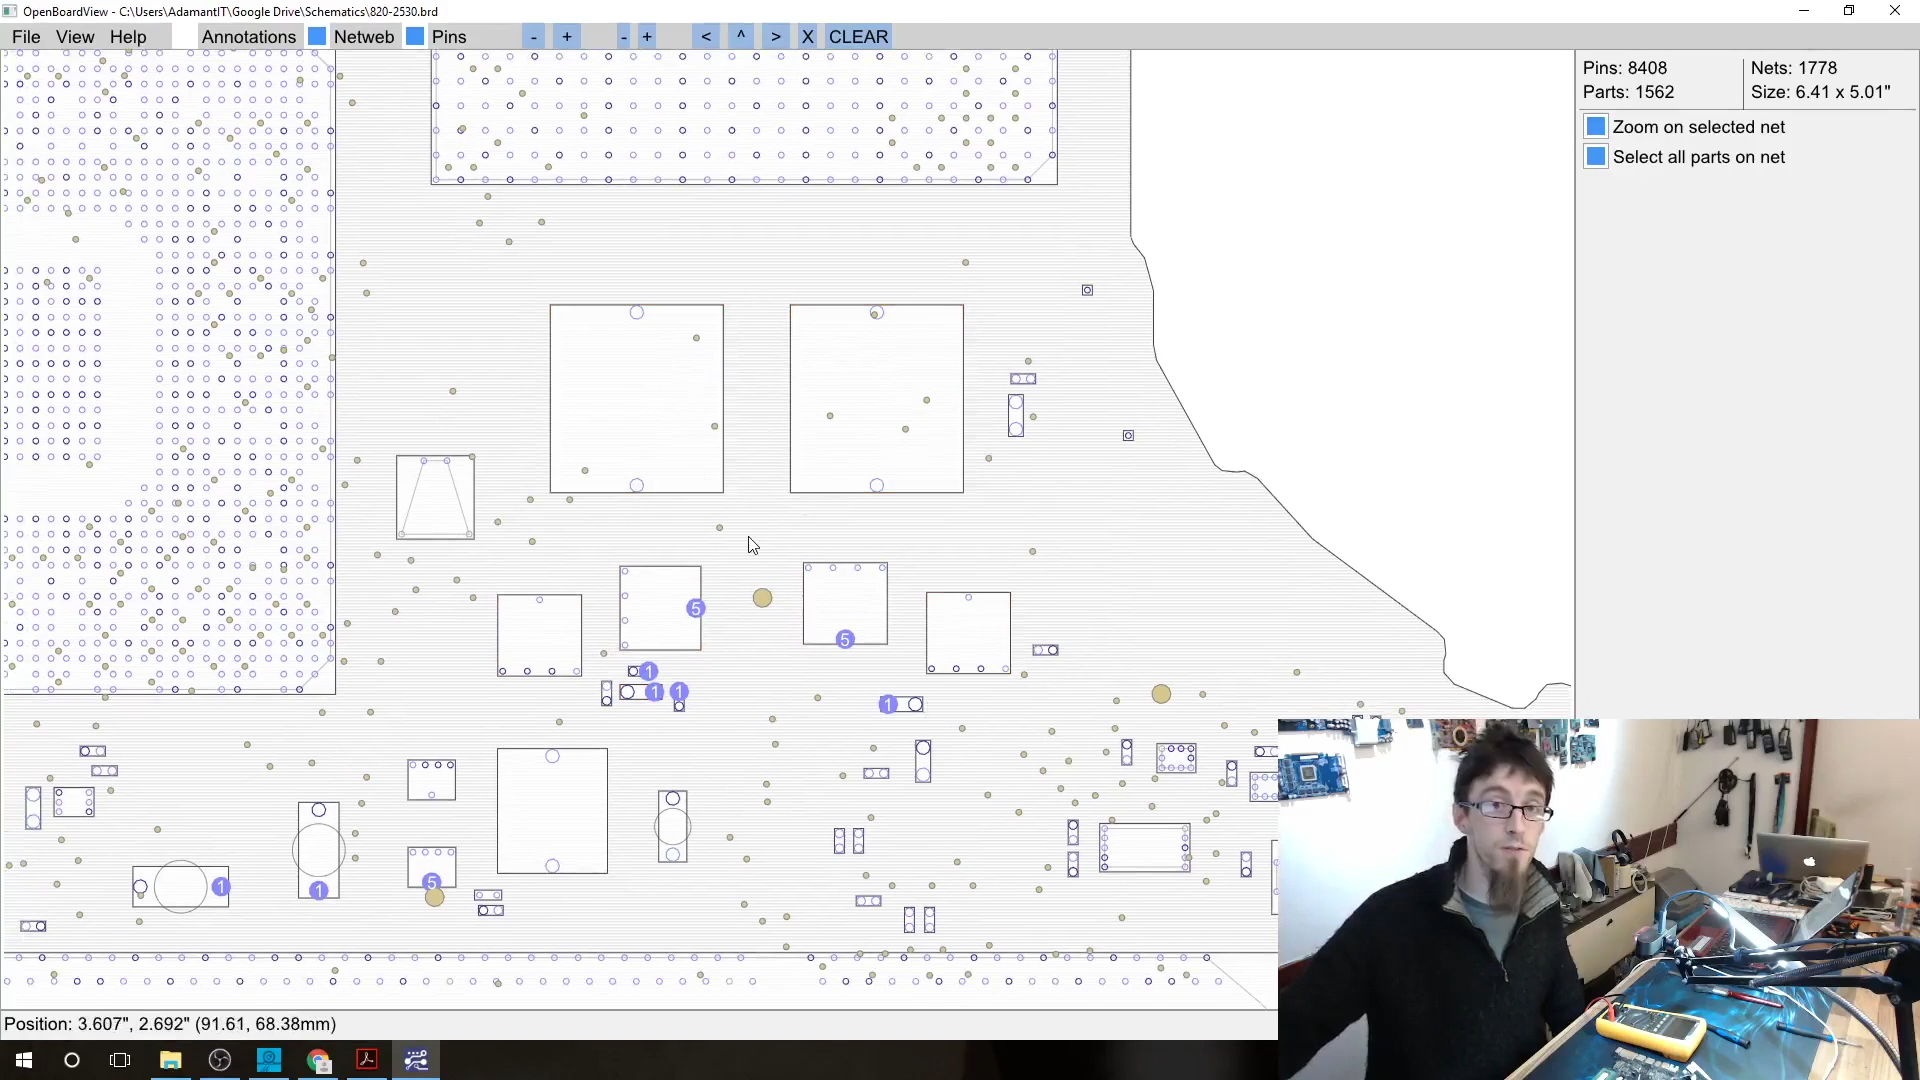 OpenBoardView - C:\Users\AdamantIT\Google Drive\Schematics\820-2530.brd
File View Help Annotations Netweb Pins - + - + < ^ > X CLEAR
Pins: 8408 Nets: 1778
Parts: 1562 Size: 6.41 x 5.01"
Zoom on selected net
Select all parts on net
5
5
1
1 1
1
5
1
1
Position: 3.607", 2.692" (91.61, 68.38mm)